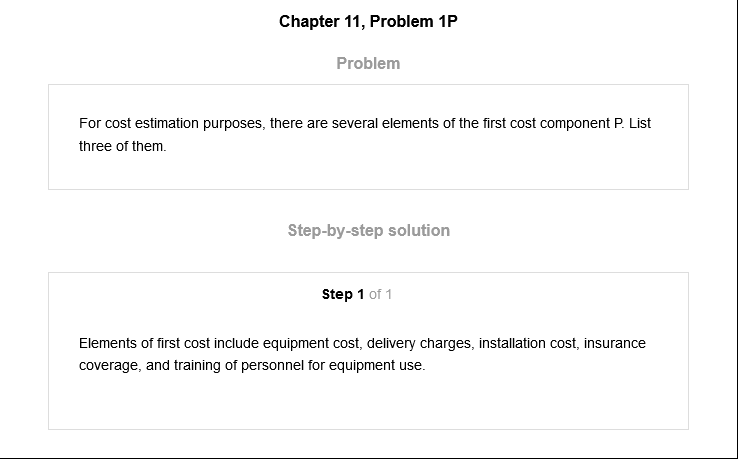 Chapter 11, Problem 1P
Problem
For cost estimation purposes, there are several elements of the first cost component P. List
three of them.
Step-by-step solution
Step 1 of 1
Elements of first cost include equipment cost, delivery charges, installation cost, insurance
coverage, and training of personnel for equipment use.